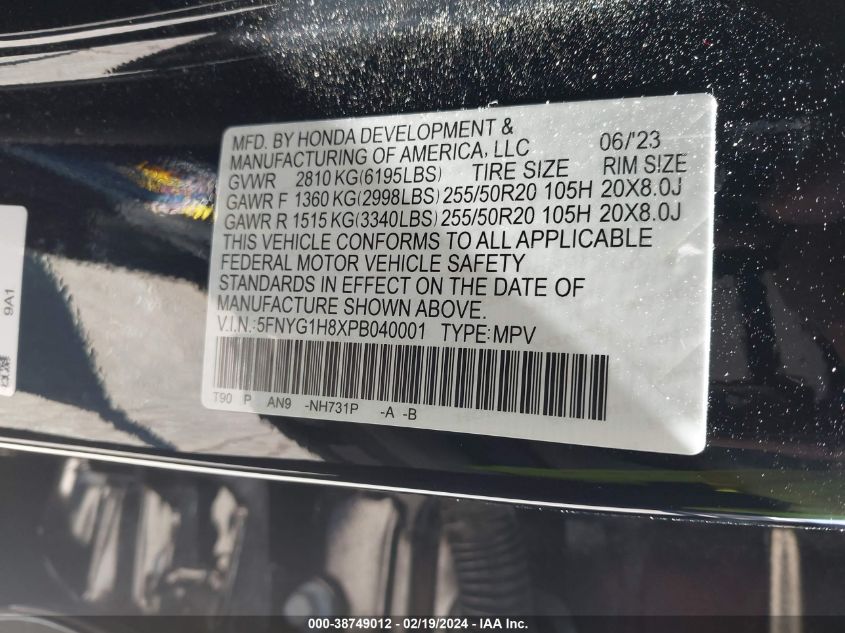 MFD. BY HONDA DEVELOPMENT &
MANUFACTURING OF AMERICA, LLC 06/'23
GVWR 2810 KG(6195LBS) TIRE SIZE RIM SIZE
GAWR F 1360 KG(2998LBS) 255/50R20 105H 20X8.0J
GAWR R 1515 KG(3340LBS) 255/50R20 105H 20X8.0J
THIS VEHICLE CONFORMS TO ALL APPLICABLE
FEDERAL MOTOR VEHICLE SAFETY
STANDARDS IN EFFECT ON THE DATE OF
MANUFACTURE SHOWN ABOVE.
V.I.N.:5FNYG1H8XPB040001 TYPE:MPV
T90 P AN9 -NH731P -A -B
9A1
000-38749012 - 02/19/2024 - IAA Inc.